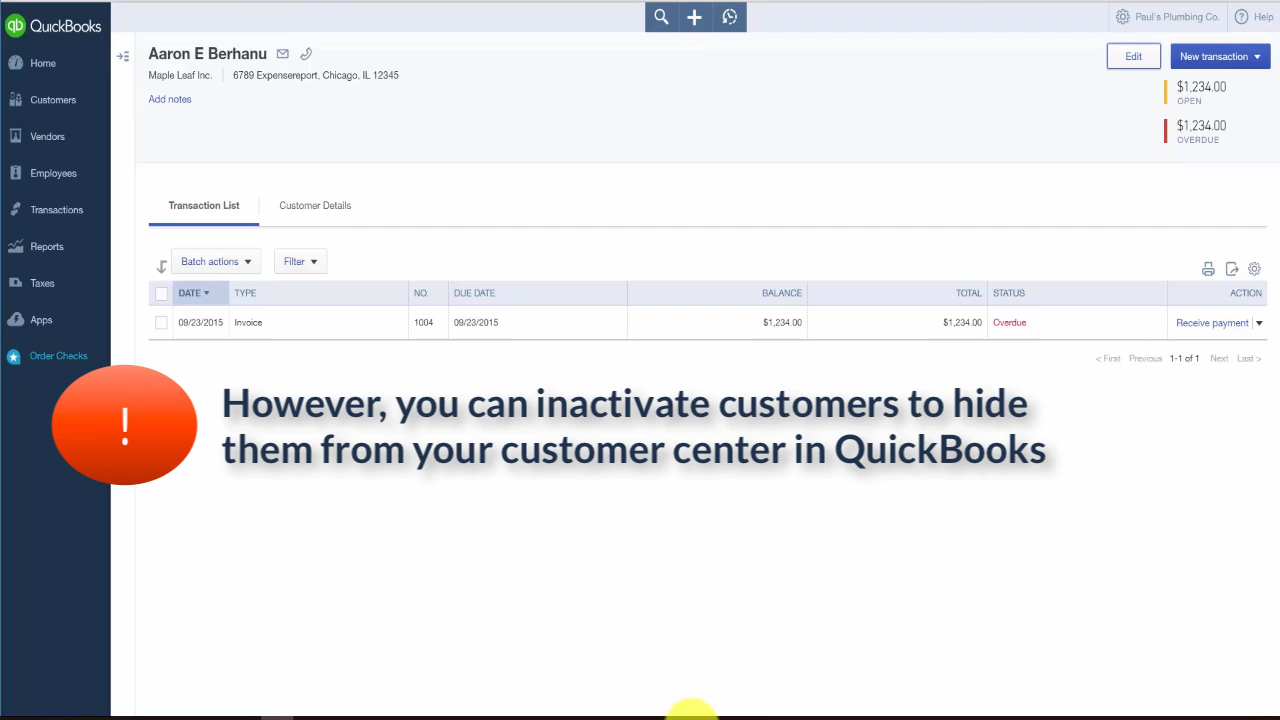 qb QuickBooks
Paul's Plumbing Co.
Help
Home
Customers
Vendors
Employees
Transactions
Reports
Taxes
Apps
Order Checks
Aaron E Berhanu
Edit
New transaction
Maple Leaf Inc. 6789 Expensereport, Chicago, IL 12345
Add notes
$1,234.00
OPEN
$1,234.00
OVERDUE
Transaction List Customer Details
Batch actions Filter
DATE TYPE NO. DUE DATE BALANCE TOTAL STATUS ACTION
09/23/2015 Invoice 1004 09/23/2015 $1,234.00 $1,234.00 Overdue Receive payment
< First Previous 1-1 of 1 Next Last >
!
However, you can inactivate customers to hide
them from your customer center in QuickBooks